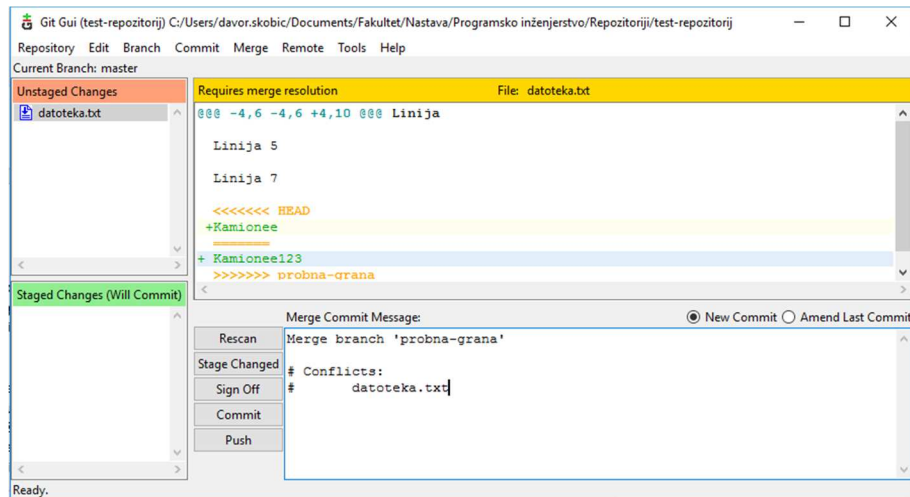 Git Gui (test-repozitorij) C:/Users/davor.skobic/Documents/Fakultet/Nastava/Programsko inženjerstvo/Repozitoriji/test-repozitorij
Repository Edit Branch Commit Merge Remote Tools Help
Current Branch: master
Unstaged Changes
datoteka.txt
Requires merge resolution File: datoteka.txt
@@@ -4,6 -4,6 +4,10 @@@ Linija
Linija 5
Linija 7
<<<<<<< HEAD
+Kamionee
=======
+ Kamionee123
>>>>>>> probna-grana
Staged Changes (Will Commit)
Merge Commit Message: New Commit Amend Last Commit
Rescan
Stage Changed
Sign Off
Commit
Push
Merge branch 'probna-grana'
# Conflicts:
# datoteka.txt
Ready.